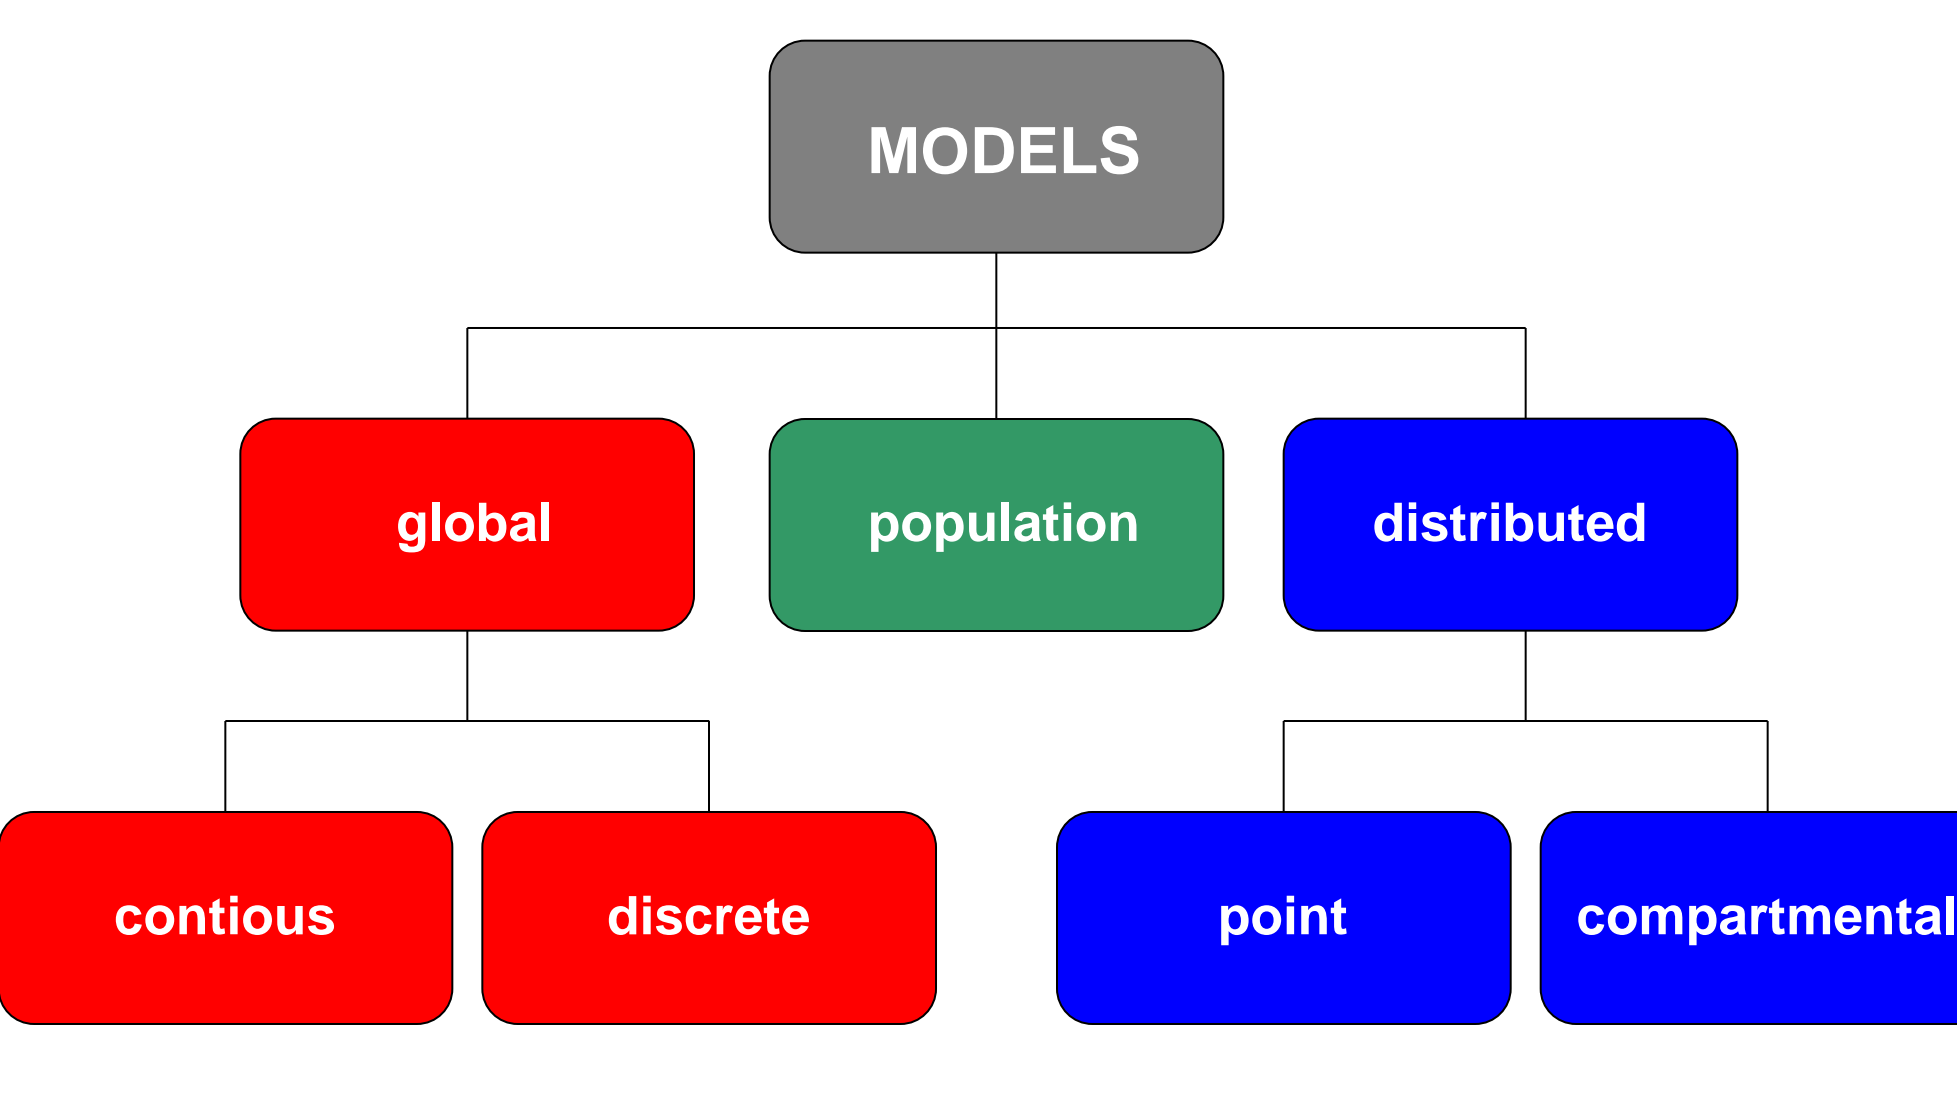 MODELS
global
population
distributed
contious
discrete
point
compartmental